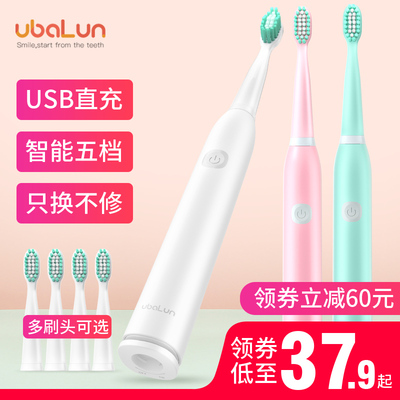 ubaLun
Smile,start from the teeth
USB直充
智能五档
只换不修
ubaLun
多刷头可选
领券立减60元
领券
低至37.9起